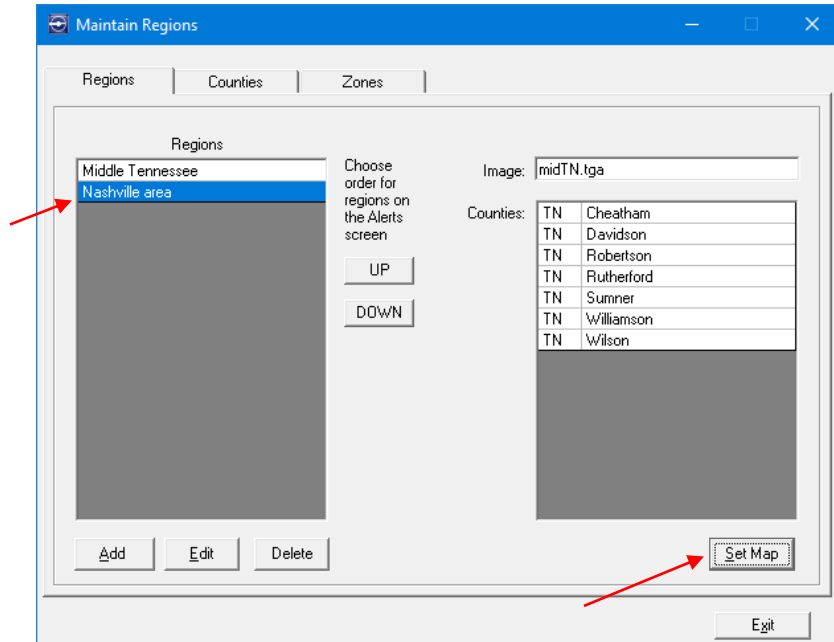 Maintain Regions
Regions
Counties
Zones
Regions
Middle Tennessee
Nashville area
Choose
order for
regions on
the Alerts
screen
UP
DOWN
Image: midTN.tga
Counties:
TN Cheatham
TN Davidson
TN Robertson
TN Rutherford
TN Sumner
TN Williamson
TN Wilson
Add
Edit
Delete
Set Map
Exit